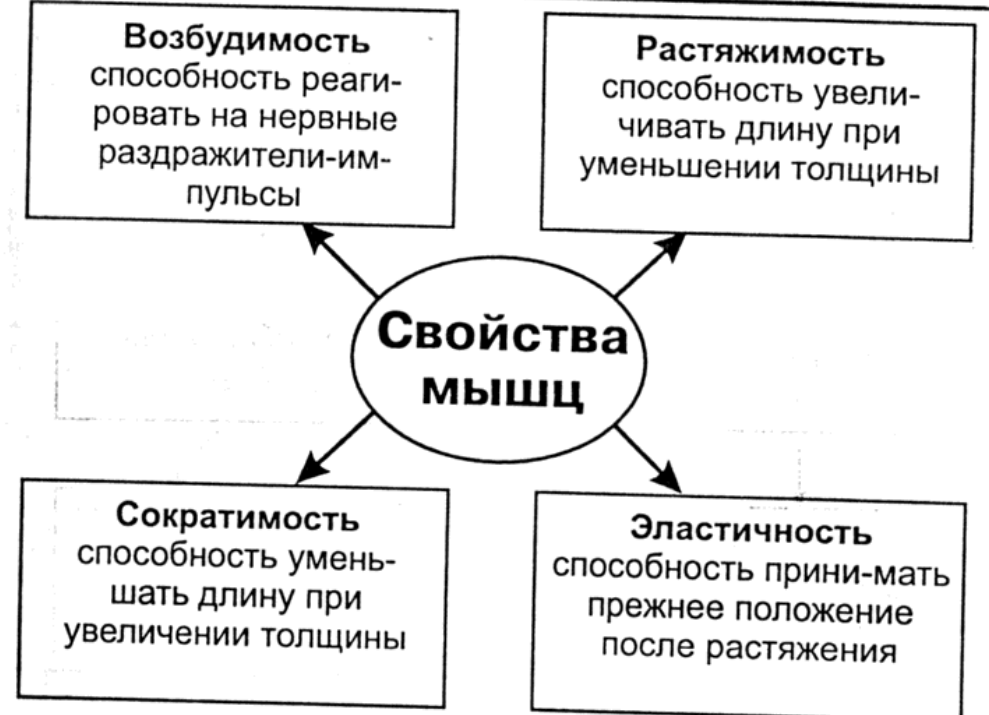 Возбудимость
способность реаги-
ровать на нервные
раздражители-им-
пульсы
Растяжимость
способность увели-
чивать длину при
уменьшении толщины
Свойства
мышц
Сократимость
способность умень-
шать длину при
увеличении толщины
Эластичность
способность прини-мать
прежнее положение
после растяжения